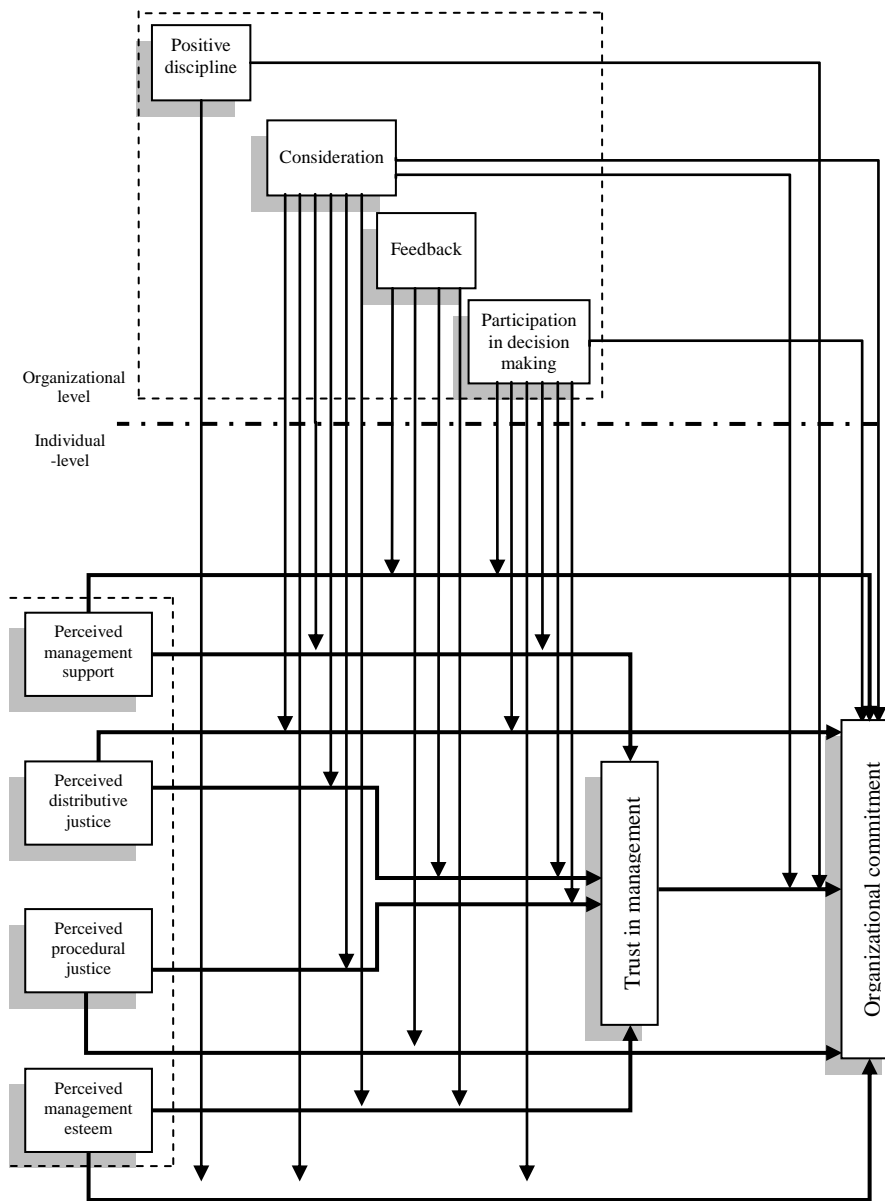 Positive
discipline
Consideration
Feedback
Participation
in decision
making
Organizational
level
Individual
-level
Perceived
management
support
Perceived
distributive
justice
Perceived
procedural
justice
Perceived
management
esteem
Trust in management
Organizational commitment